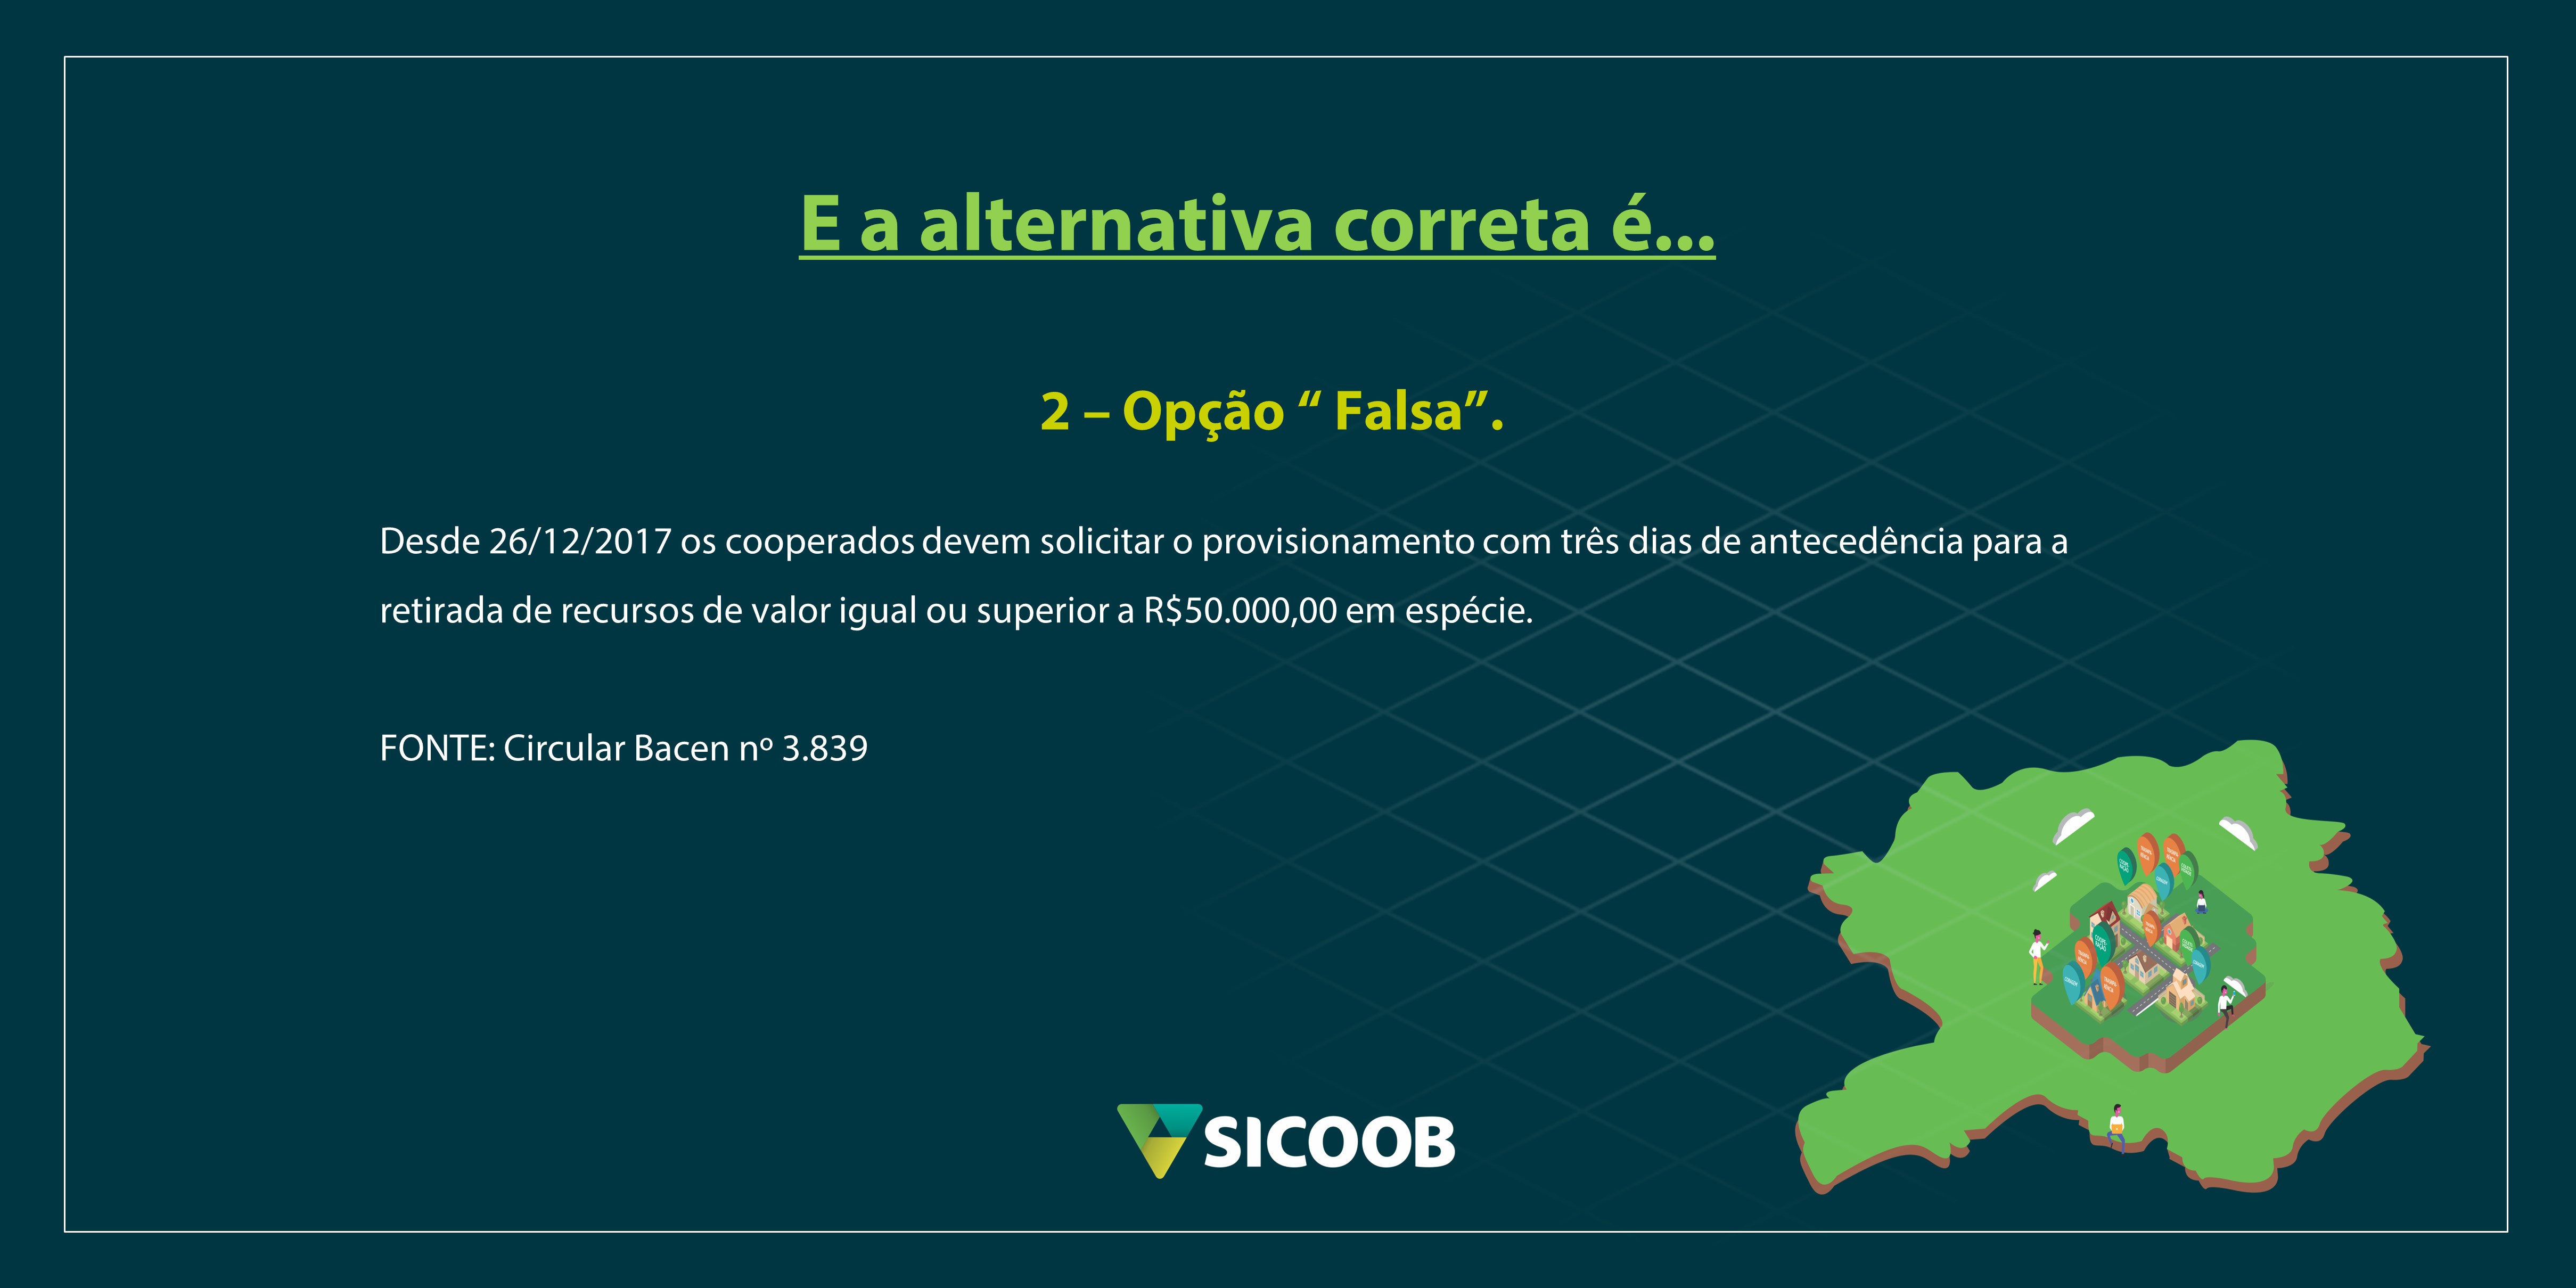 E a alternativa correta é...
2 – Opção “ Falsa”.
Desde 26/12/2017 os cooperados devem solicitar o provisionamento com três dias de antecedência para a
retirada de recursos de valor igual ou superior a R$50.000,00 em espécie.
FONTE: Circular Bacen nº 3.839
SICOOB